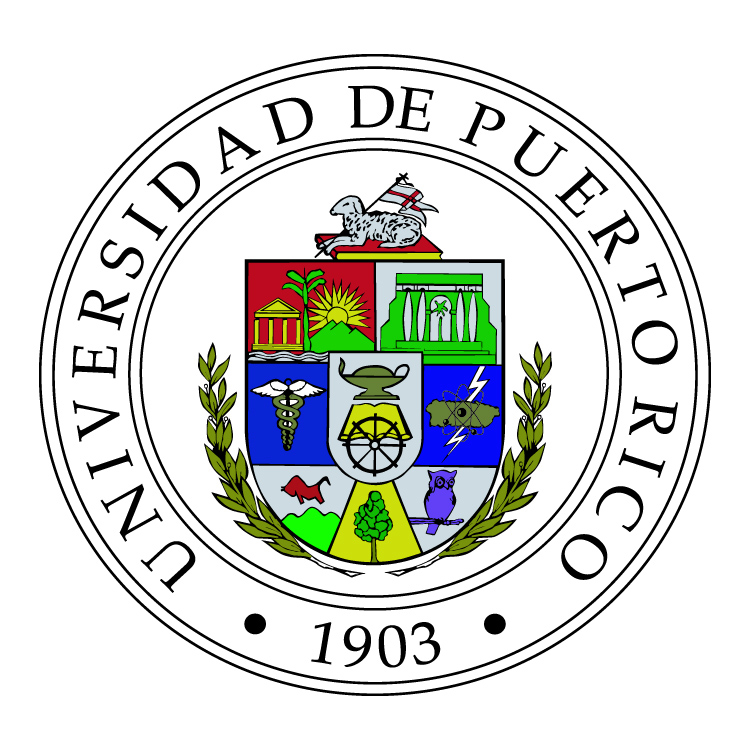 UNIVERSIDAD DE PUERTO RICO
• 1903 •